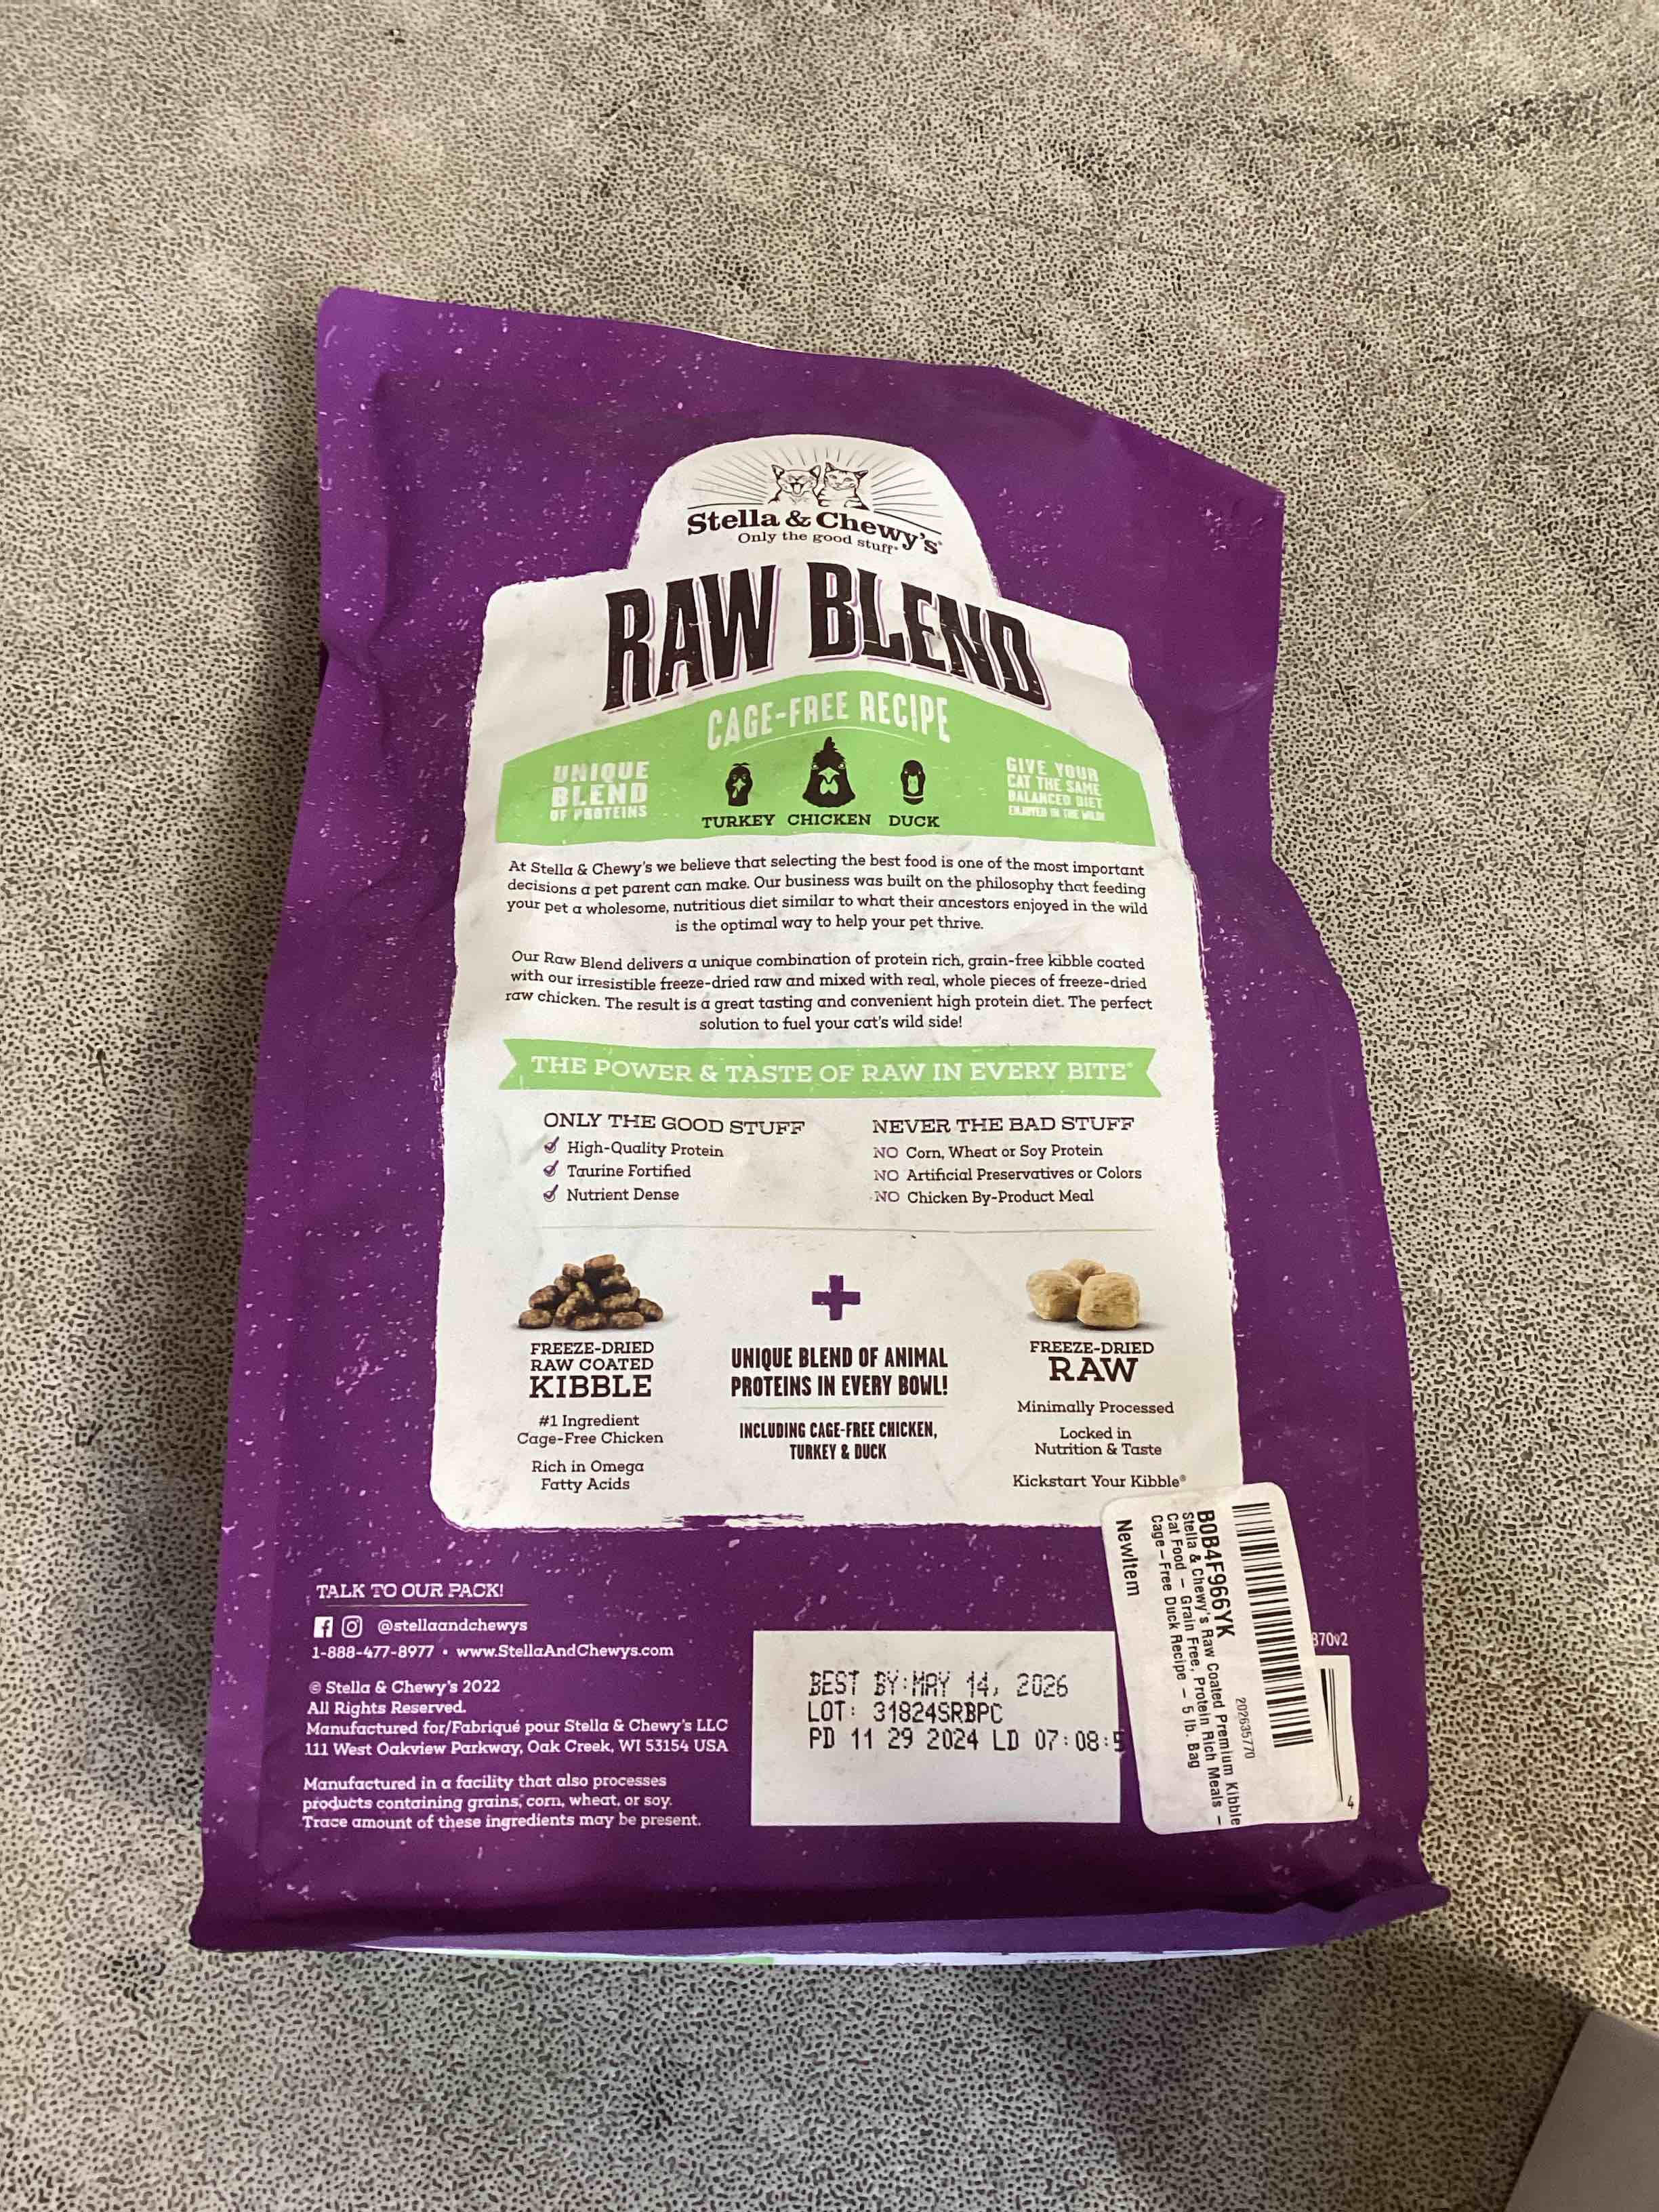 Stella & Chewy's®
Only the good stuff.
RAW BLEND
CAGE-FREE RECIPE
UNIQUE
BLEND
OF PROTEINS
TURKEY CHICKEN DUCK
GIVE YOUR
CAT THE SAME
BALANCED DIET
ENJOYED IN THE WILD!
At Stella & Chewy's we believe that selecting the best food is one of the most important
decisions a pet parent can make. Our business was built on the philosophy that feeding
your pet a wholesome, nutritious diet similar to what their ancestors enjoyed in the wild
is the optimal way to help your pet thrive.
Our Raw Blend delivers a unique combination of protein rich, grain-free kibble coated
with our irresistible freeze-dried raw and mixed with real, whole pieces of freeze-dried
raw chicken. The result is a great tasting and convenient high protein diet. The perfect
solution to fuel your cat's wild side!
THE POWER & TASTE OF RAW IN EVERY BITE®
ONLY THE GOOD STUFF
High-Quality Protein
Taurine Fortified
Nutrient Dense
NEVER THE BAD STUFF
NO Corn, Wheat or Soy Protein
NO Artificial Preservatives or Colors
NO Chicken By-Product Meal
FREEZE-DRIED
RAW COATED
KIBBLE
#1 Ingredient
Cage-Free Chicken
Rich in Omega
Fatty Acids
UNIQUE BLEND OF ANIMAL
PROTEINS IN EVERY BOWL!
INCLUDING CAGE-FREE CHICKEN,
TURKEY & DUCK
FREEZE-DRIED
RAW
Minimally Processed
Locked in
Nutrition & Taste
Kickstart Your Kibble®
TALK TO OUR PACK!
@stellaandchewys
1-888-477-8977 • www.StellaAndChewys.com
© Stella & Chewy's 2022
All Rights Reserved.
Manufactured for/Fabriqué pour Stella & Chewy's LLC
111 West Oakview Parkway, Oak Creek, WI 53154 USA
Manufactured in a facility that also processes
products containing grains, corn, wheat, or soy.
Trace amount of these ingredients may be present.
BEST BY:MAY 14, 2026
LOT: 31824SRBPC
PD 11 29 2024 LD 07:08:5
B0B4F966YK
202635770
Stella & Chewy's Raw Coated Premium Kibble
Cat Food – Grain Free, Protein Rich Meals –
Cage-Free Duck Recipe – 5 lb. Bag
NewItem
370v2
4